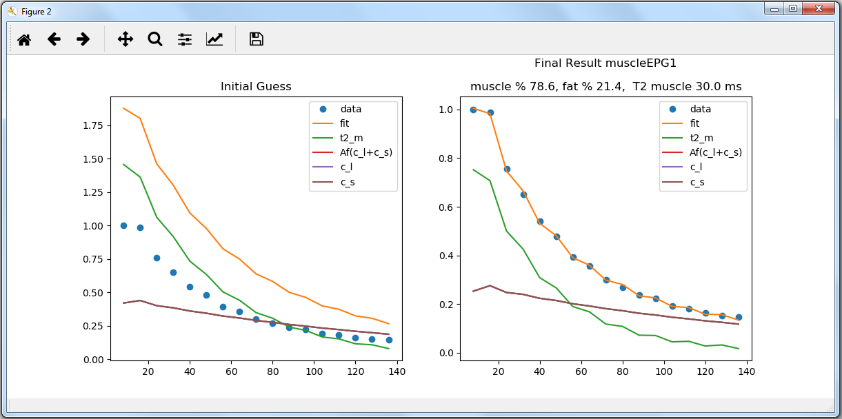 Figure 2
Initial Guess
1.75
1.50
1.25
1.00
0.75
0.50
0.25
0.00
20 40 60 80 100 120 140
data
fit
t2_m
Af(c_l+c_s)
c_l
c_s
Final Result muscleEPG1
muscle % 78.6, fat % 21.4, T2 muscle 30.0 ms
1.0
0.8
0.6
0.4
0.2
0.0
20 40 60 80 100 120 140
data
fit
t2_m
Af(c_l+c_s)
c_l
c_s